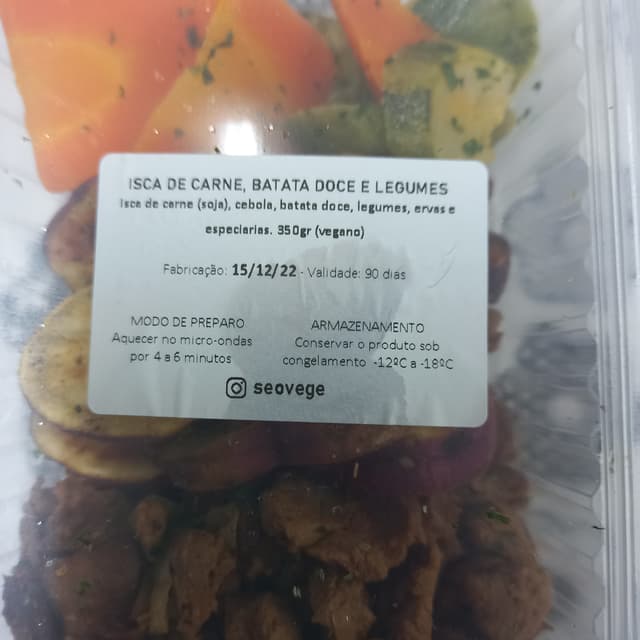 ISCA DE CARNE, BATATA DOCE E LEGUMES
Isca de carne (soja), cebola, batata doce, legumes, ervas e
especiarias. 350gr (vegano)
Fabricação: 15/12/22 - Validade: 90 dias
MODO DE PREPARO
Aquecer no micro-ondas
por 4 a 6 minutos
ARMAZENAMENTO
Conservar o produto sob
congelamento -12ºC a -18ºC
seovege